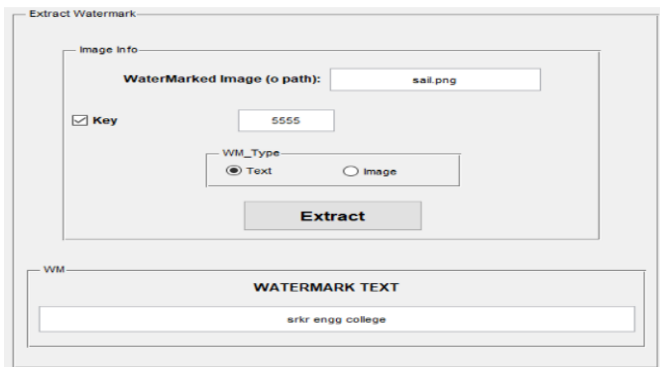 Extract Watermark
Image Info
WaterMarked Image (o path): sail.png
Key 5555
WM_Type
Text Image
Extract
WM
WATERMARK TEXT
srkr engg college